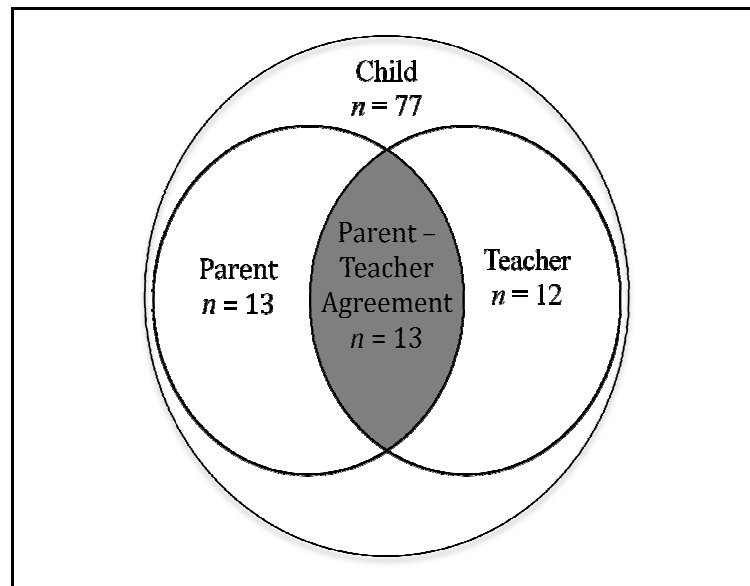 Child
n = 77
Parent
n = 13
Parent –
Teacher
Agreement
n = 13
Teacher
n = 12